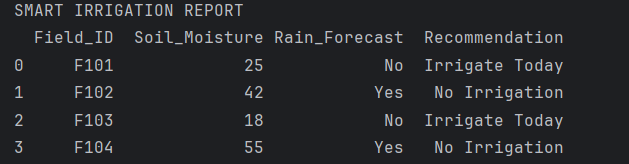 SMART IRRIGATION REPORT
Field_ID Soil_Moisture Rain_Forecast Recommendation
0 F101 25 No Irrigate Today
1 F102 42 Yes No Irrigation
2 F103 18 No Irrigate Today
3 F104 55 Yes No Irrigation